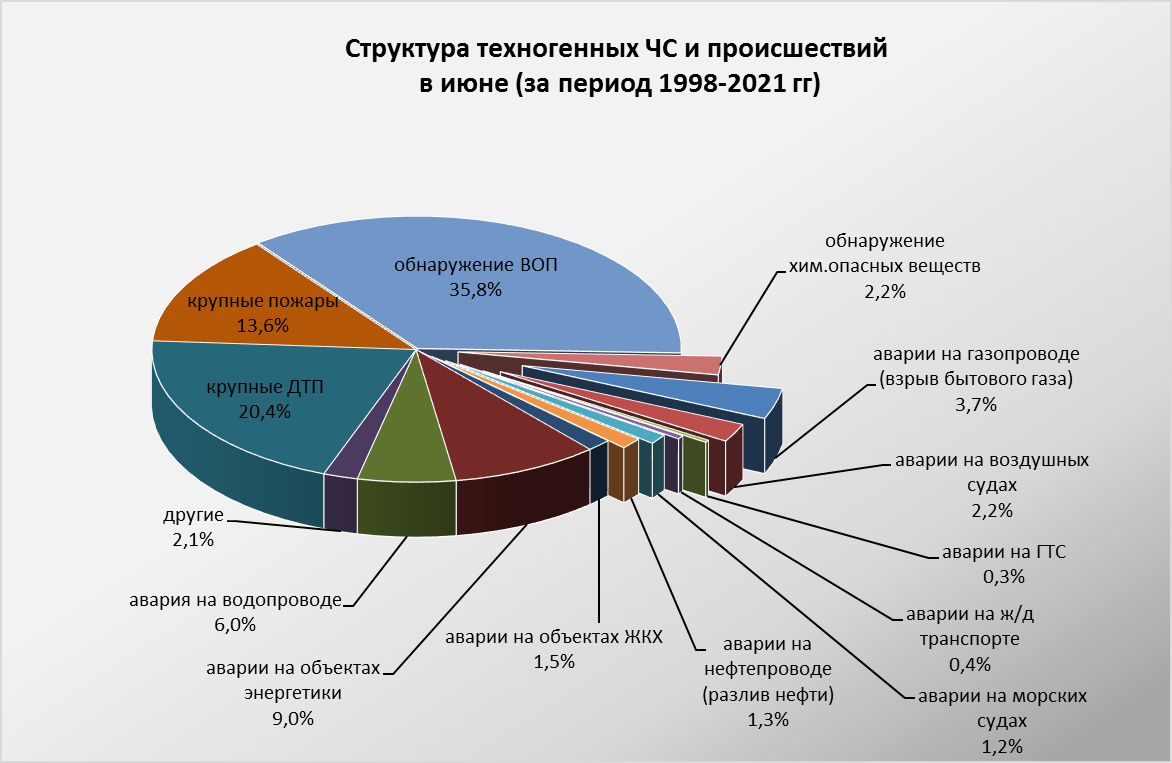 Структура техногенных ЧС и происшествий
в июне (за период 1998-2021 гг)
обнаружение ВОП
35,8%
обнаружение
хим.опасных веществ
2,2%
аварии на газопроводе
(взрыв бытового газа)
3,7%
аварии на воздушных
судах
2,2%
аварии на ГТС
0,3%
аварии на ж/д
транспорте
0,4%
аварии на морских
судах
1,2%
аварии на
нефтепроводе
(разлив нефти)
1,3%
аварии на объектах ЖКХ
1,5%
аварии на объектах
энергетики
9,0%
авария на водопроводе
6,0%
другие
2,1%
крупные ДТП
20,4%
крупные пожары
13,6%